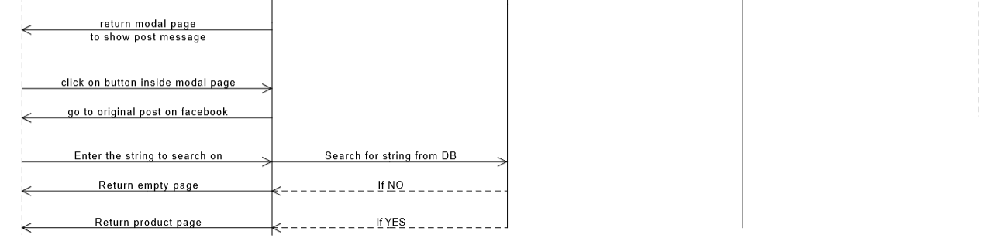 return modal page
to show post message
click on button inside modal page
go to original post on facebook
Enter the string to search on
Search for string from DB
Return empty page
If NO
Return product page
If YES